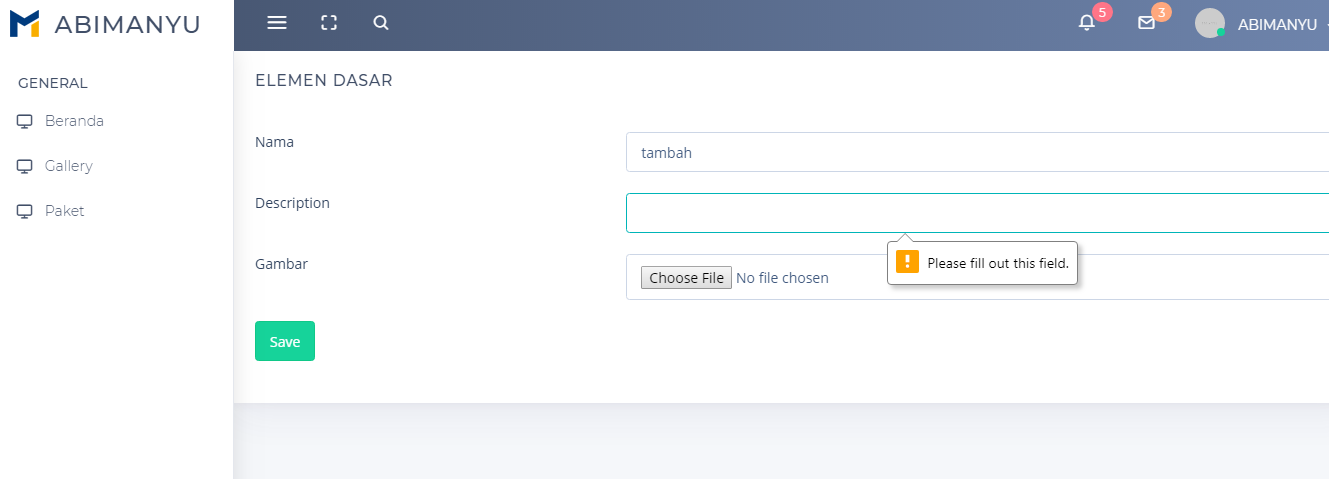 ABIMANYU
5
3
ABIMANYU
GENERAL
Beranda
Gallery
Paket
ELEMEN DASAR
Nama
tambah
Description
Please fill out this field.
Gambar
Choose File No file chosen
Save